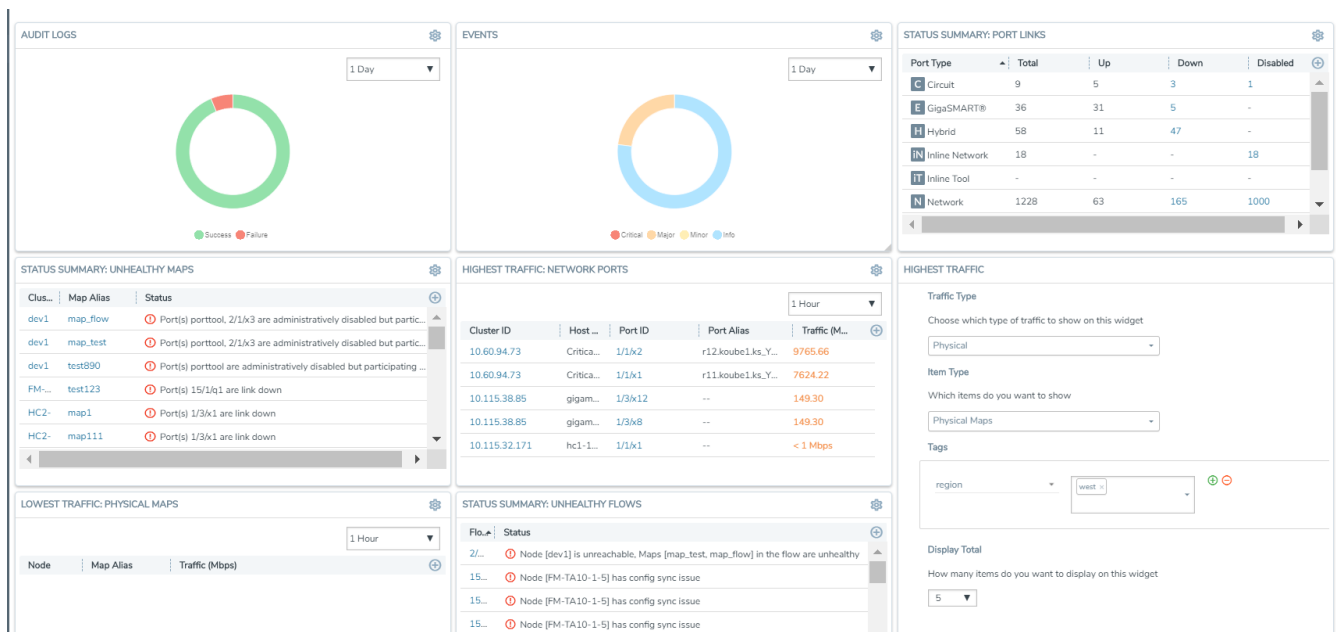 AUDIT LOGS
1 Day
Success Failure
EVENTS
1 Day
Critical Major Minor Info
STATUS SUMMARY: PORT LINKS
Port Type Total Up Down Disabled
C Circuit 9 5 3 1
E GigaSMART® 36 31 5 -
H Hybrid 58 11 47 -
iN Inline Network 18 - - 18
iT Inline Tool - - - -
N Network 1228 63 165 1000
STATUS SUMMARY: UNHEALTHY MAPS
Clus... Map Alias Status
dev1 map_flow Port(s) porttool, 2/1/x3 are administratively disabled but partic...
dev1 map_test Port(s) porttool, 2/1/x3 are administratively disabled but partic...
dev1 test890 Port(s) porttool are administratively disabled but participating ...
FM-... test123 Port(s) 15/1/q1 are link down
HC2- map1 Port(s) 1/3/x1 are link down
HC2- map111 Port(s) 1/3/x1 are link down
HIGHEST TRAFFIC: NETWORK PORTS
1 Hour
Cluster ID Host ... Port ID Port Alias Traffic (M...
10.60.94.73 Critica... 1/1/x2 r12.koube1.ks_Y... 9765.66
10.60.94.73 Critica... 1/1/x1 r11.koube1.ks_Y... 7624.22
10.115.38.85 gigam... 1/3/x12 -- 149.30
10.115.38.85 gigam... 1/3/x8 -- 149.30
10.115.32.171 hc1-1... 1/1/x1 -- < 1 Mbps
HIGHEST TRAFFIC
Traffic Type
Choose which type of traffic to show on this widget
Physical
Item Type
Which items do you want to show
Physical Maps
Tags
region west ×
Display Total
How many items do you want to display on this widget
5
LOWEST TRAFFIC: PHYSICAL MAPS
1 Hour
Node Map Alias Traffic (Mbps)
STATUS SUMMARY: UNHEALTHY FLOWS
Flo... Status
2/... Node [dev1] is unreachable, Maps [map_test, map_flow] in the flow are unhealthy
15... Node [FM-TA10-1-5] has config sync issue
15... Node [FM-TA10-1-5] has config sync issue
15... Node [FM-TA10-1-5] has config sync issue